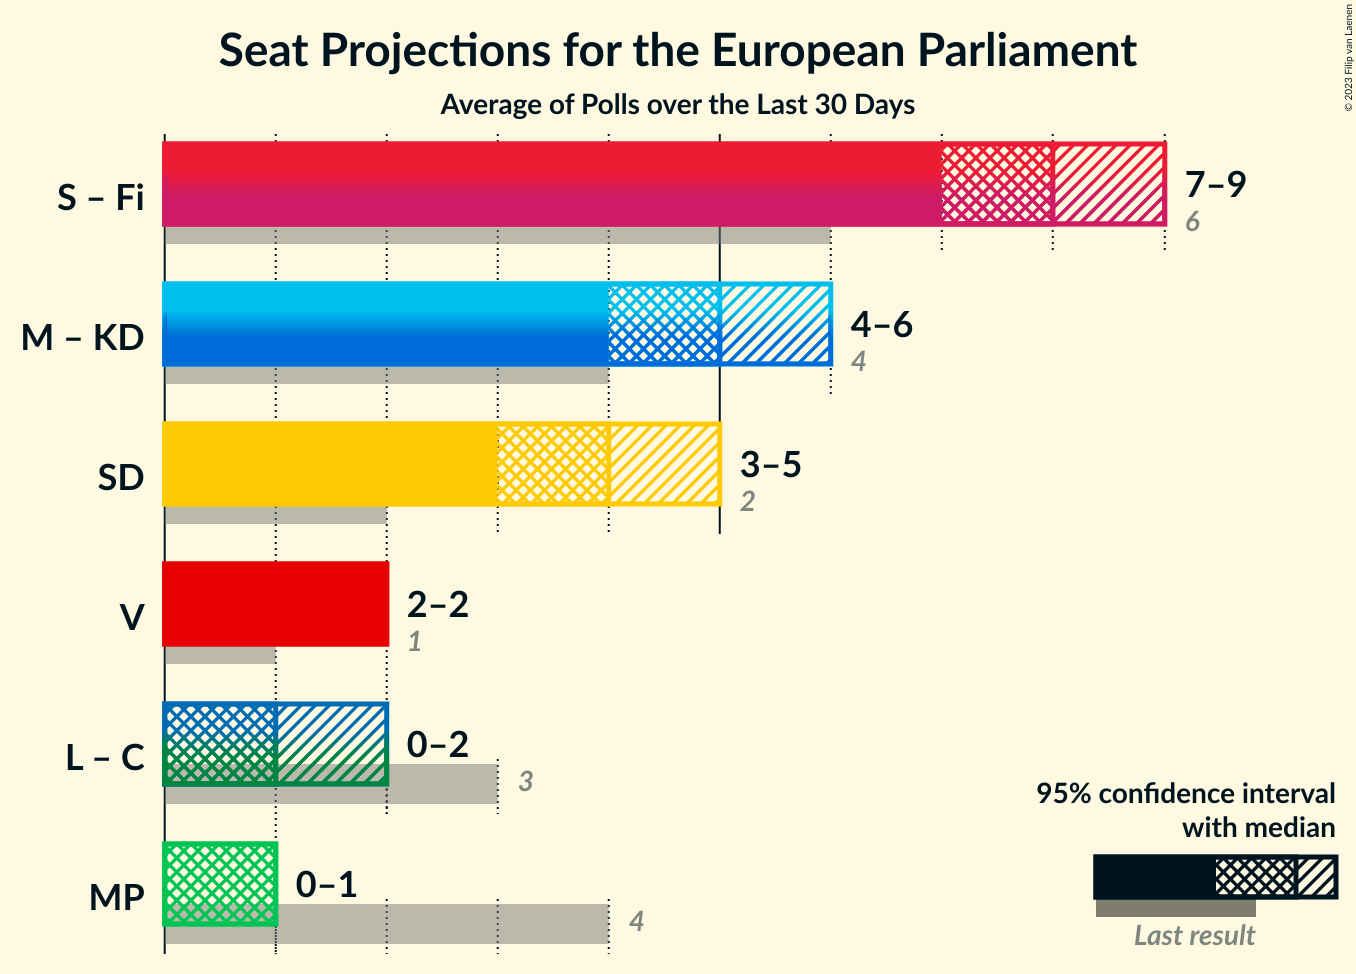 Seat Projections for the European Parliament
Average of Polls over the Last 30 Days
© 2023 Filip van Laenen
S – Fi
7–9
6
M – KD
4–6
4
SD
3–5
2
V
2–2
1
L – C
0–2
3
MP
0–1
4
95% confidence interval
with median
Last result